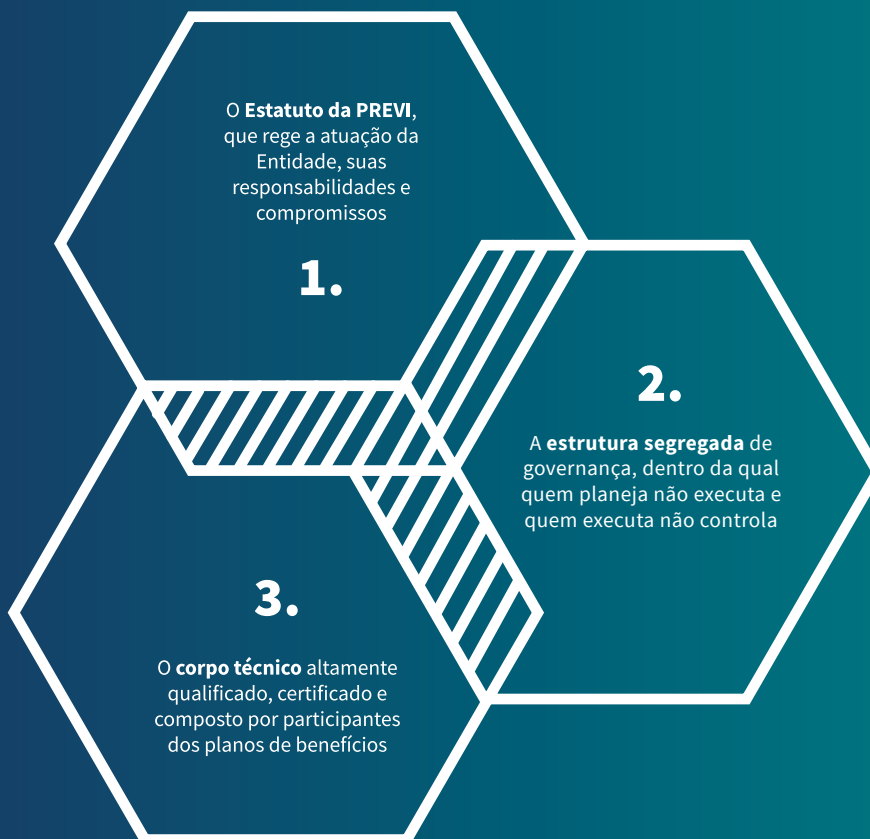 O Estatuto da PREVI,
que rege a atuação da
Entidade, suas
responsabilidades e
compromissos
1.
2.
A estrutura segregada de
governança, dentro da qual
quem planeja não executa e
quem executa não controla
3.
O corpo técnico altamente
qualificado, certificado e
composto por participantes
dos planos de benefícios